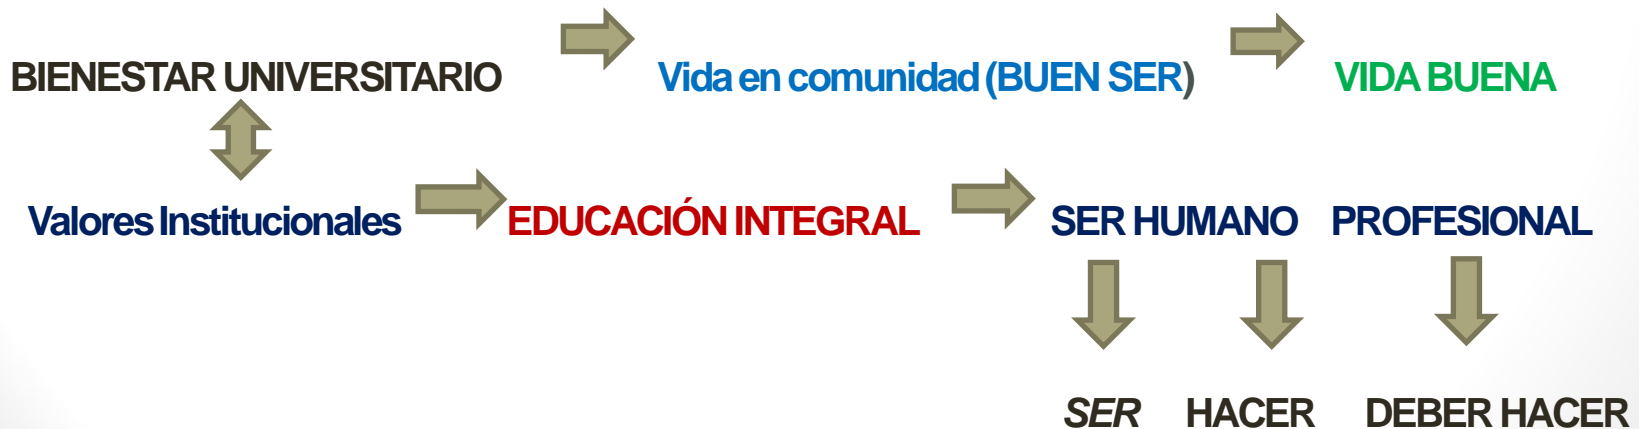 BIENESTAR UNIVERSITARIO Vida en comunidad (BUEN SER) VIDA BUENA
Valores Institucionales EDUCACIÓN INTEGRAL SER HUMANO PROFESIONAL
SER HACER DEBER HACER